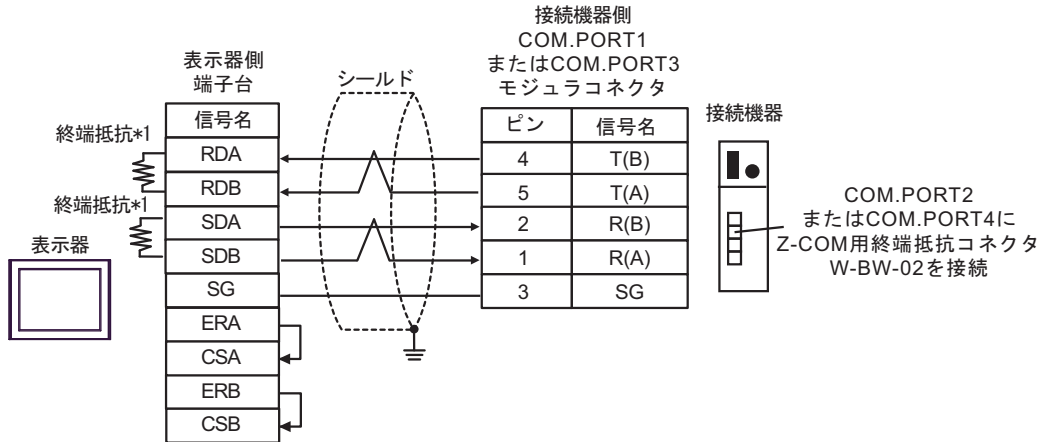 接続機器側
COM.PORT1
またはCOM.PORT3
モジュラコネクタ
表示器側
端子台
シールド
接続機器
信号名
ピン 信号名
終端抵抗*1
RDA
4 T(B)
RDB
5 T(A)
終端抵抗*1
SDA
2 R(B)
SDB
1 R(A)
SG
3 SG
ERA
CSA
ERB
CSB
表示器
COM.PORT2
またはCOM.PORT4に
Z-COM用終端抵抗コネクタ
W-BW-02を接続